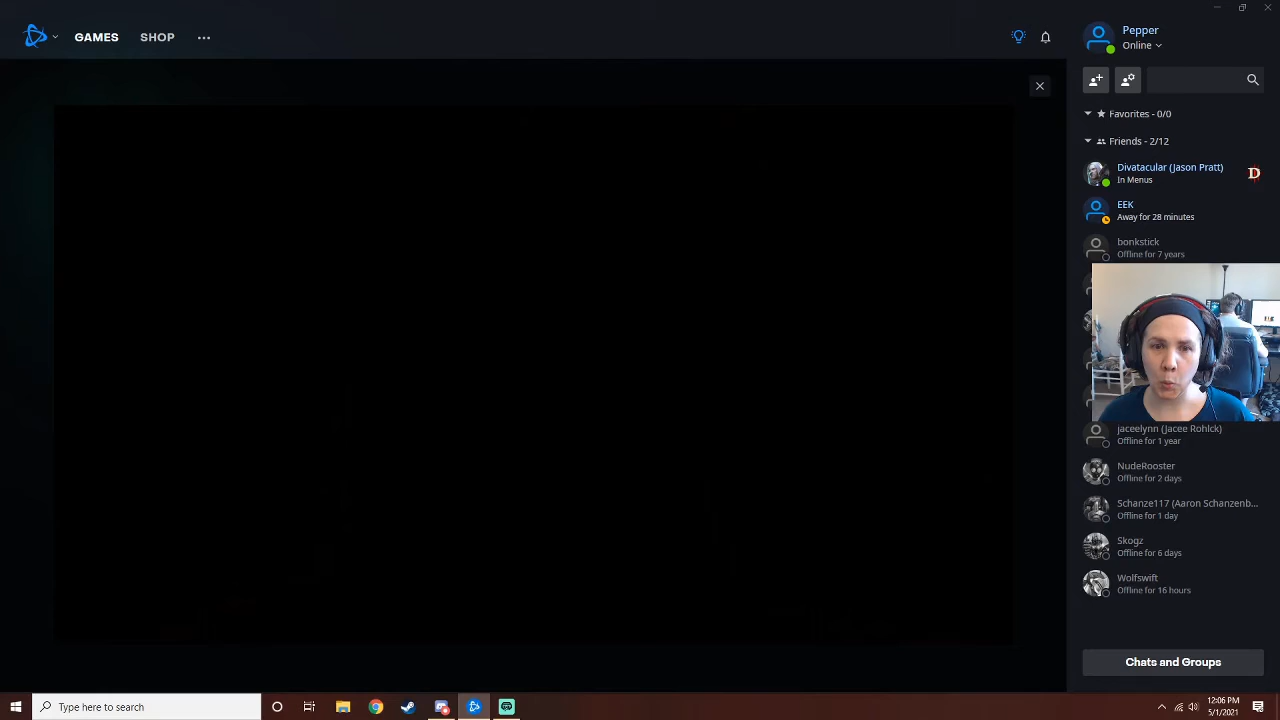 GAMES
SHOP
Pepper
Online
Favorites - 0/0
Friends - 2/12
Divatacular (Jason Pratt)
In Menus
EEK
Away for 28 minutes
bonkstick
Offline for 7 years
jaceelynn (Jacee Rohlck)
Offline for 1 year
NudeRooster
Offline for 2 days
Schanze117 (Aaron Schanzenb...
Offline for 1 day
Skogz
Offline for 6 days
Wolfswift
Offline for 16 hours
Chats and Groups
Type here to search
12:06 PM
5/1/2021